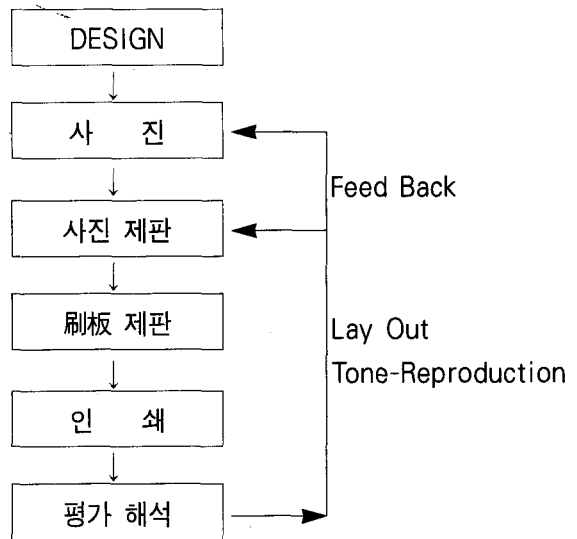 DESIGN
사 진
Feed Back
사진 제판
刷板 제판
Lay Out
Tone-Reproduction
인 쇄
평가 해석